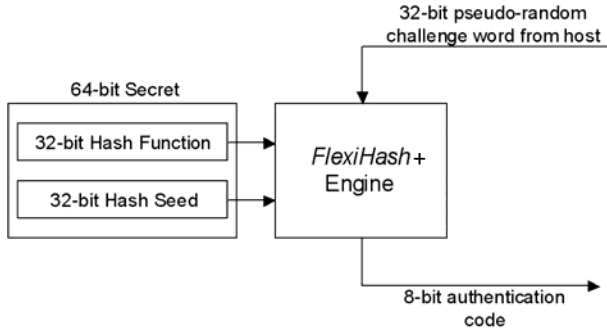 32-bit pseudo-random
challenge word from host
64-bit Secret
32-bit Hash Function
32-bit Hash Seed
FlexiHash+
Engine
8-bit authentication
code